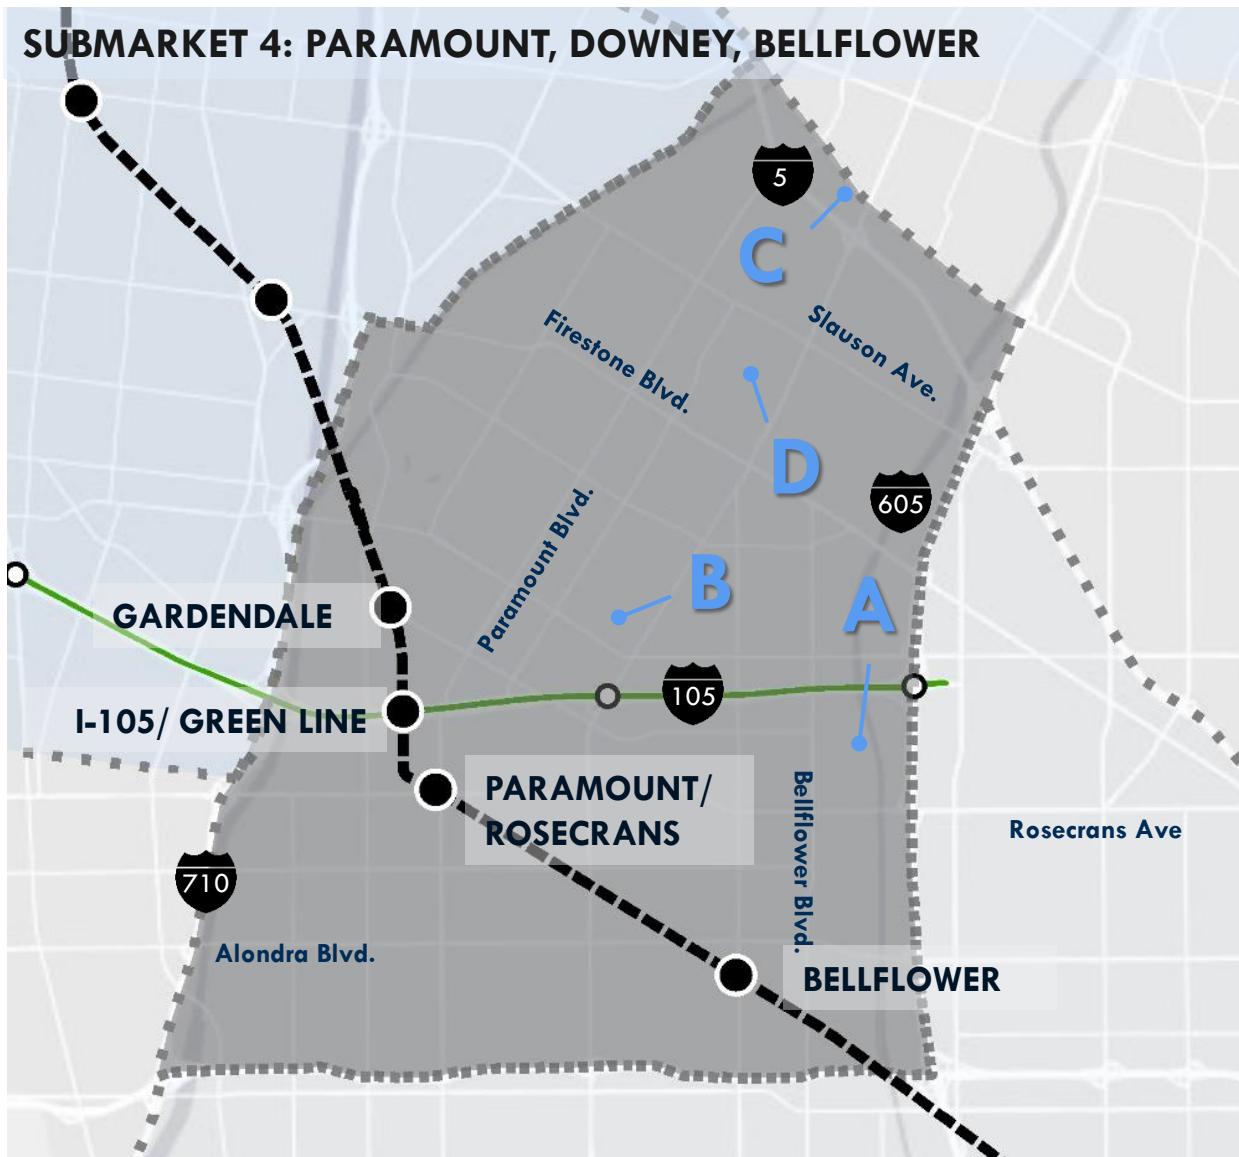 SUBMARKET 4: PARAMOUNT, DOWNEY, BELLFLOWER
5
C
Firestone Blvd.
Slauson Ave.
D
605
Paramount Blvd.
B
A
GARDENDALE
105
I-105/ GREEN LINE
PARAMOUNT/
ROSECRANS
Bellflower Blvd.
Rosecrans Ave
710
Alondra Blvd.
BELLFLOWER